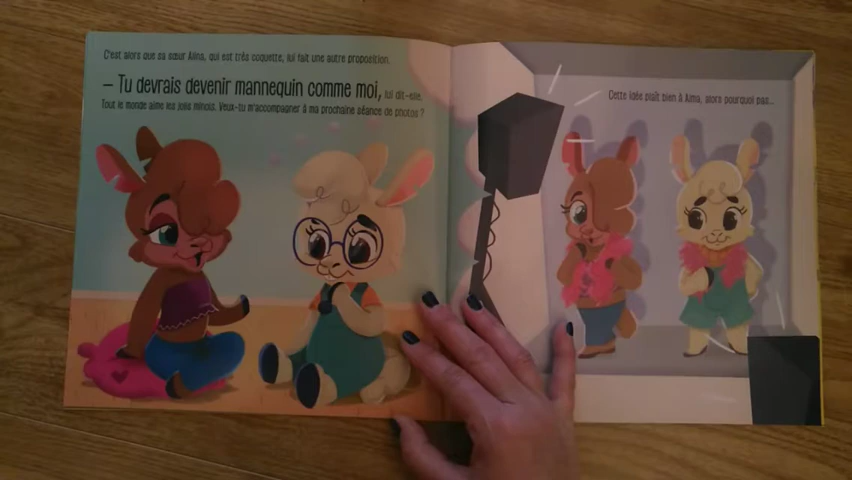 C'est alors que sa sœur Alina, qui est très coquette, lui fait une autre proposition.
– Tu devrais devenir mannequin comme moi, lui dit-elle.
Tout le monde aime les jolis minois. Veux-tu m'accompagner à ma prochaine séance de photos ?
Cette idée plaît bien à Alma, alors pourquoi pas...